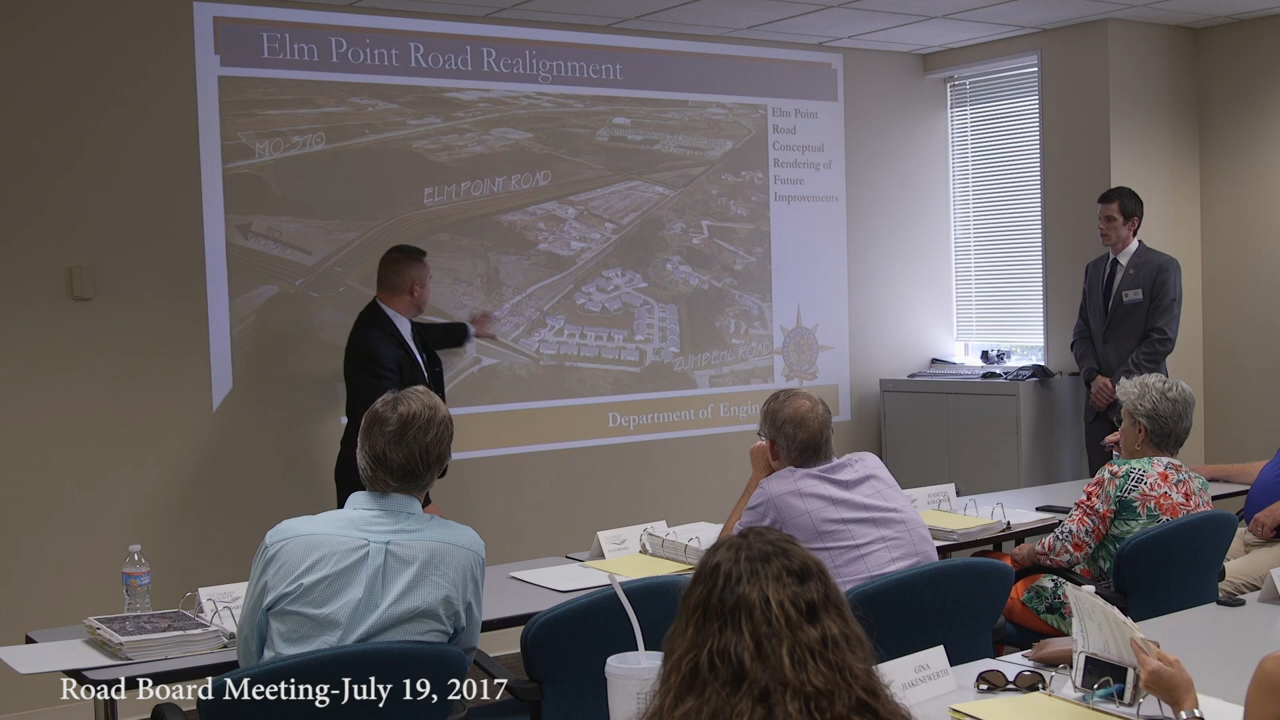 Elm Point Road Realignment
MO-370
ELM POINT ROAD
TO
ZUMBEHL ROAD
Elm Point
Road
Conceptual
Rendering of
Future
Improvements
Department of
GINA
HAKENEWERTH
Road Board Meeting-July 19, 2017